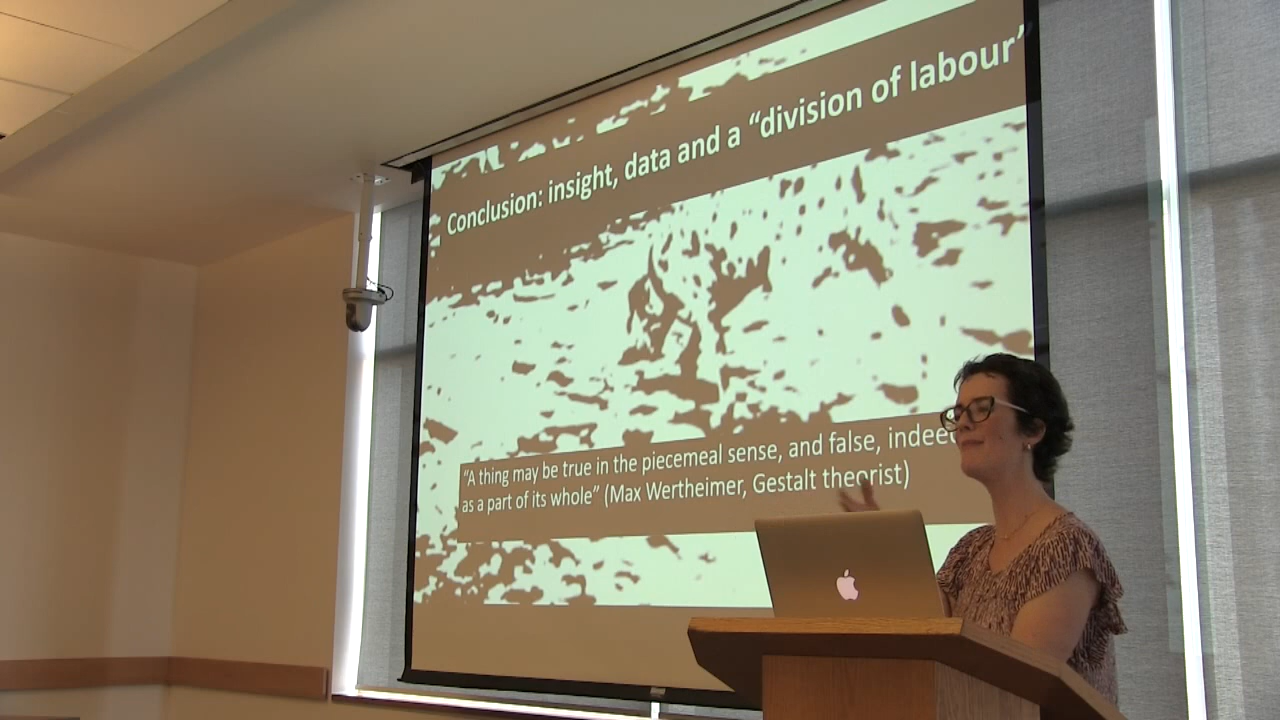 Conclusion: insight, data and a “division of labour”
“A thing may be true in the piecemeal sense, and false, indeed
as a part of its whole” (Max Wertheimer, Gestalt theorist)